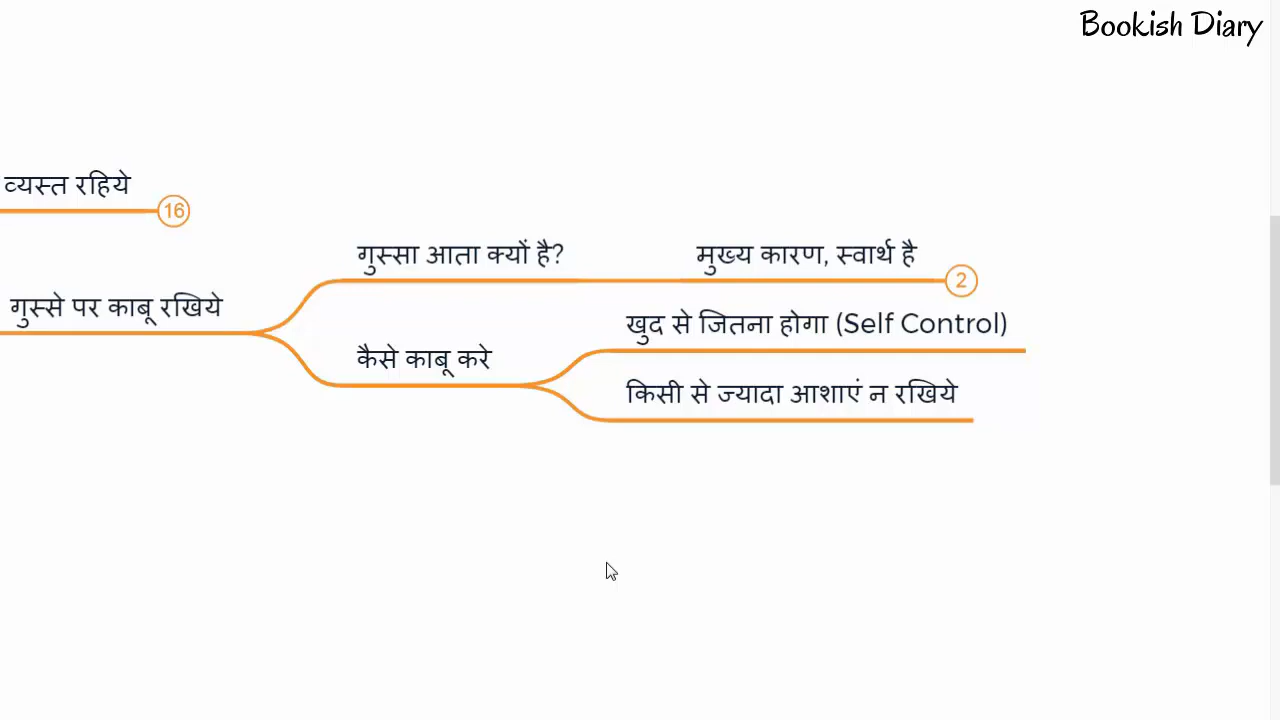 Bookish Diary
व्यस्त रहिये
16
गुस्से पर काबू रखिये
गुस्सा आता क्यों है?
मुख्य कारण, स्वार्थ है
2
कैसे काबू करे
खुद से जितना होगा (Self Control)
किसी से ज्यादा आशाएं न रखिये